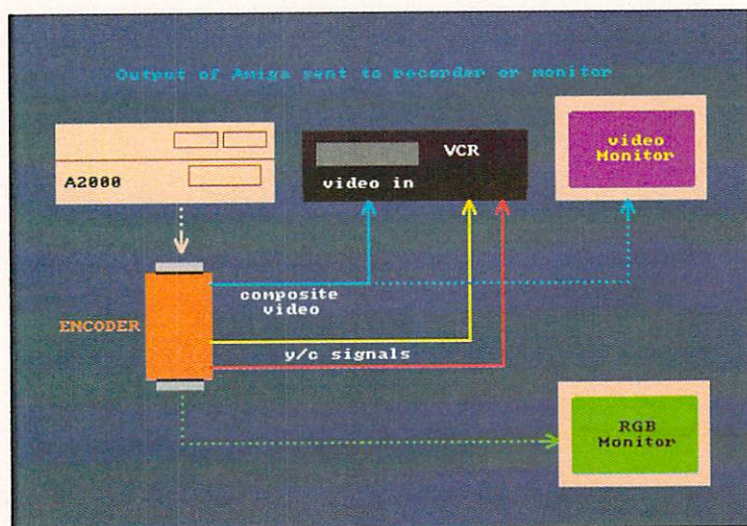 Output of Amiga sent to recorder or monitor
A2000
VCR
video in
video
Monitor
composite
video
ENCODER
y/c signals
RGB
Monitor